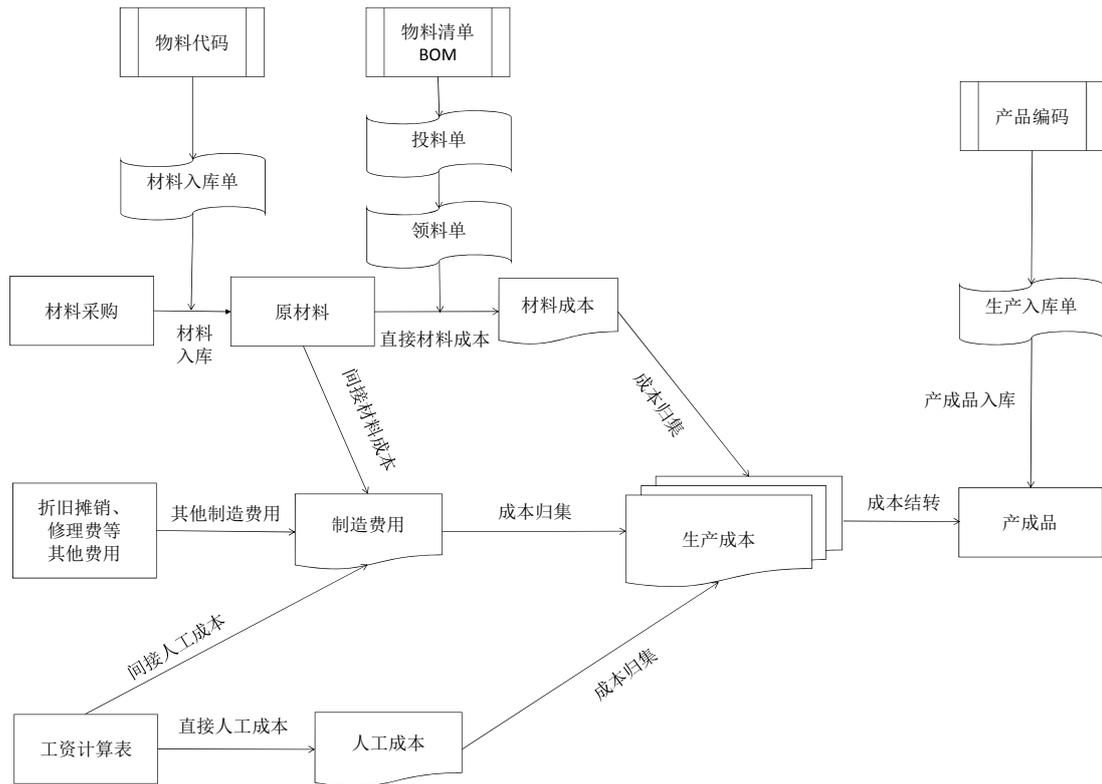 物料代码
物料清单
BOM
产品编码
投料单
材料入库单
领料单
材料采购
材料
入库
原材料
直接材料成本
材料成本
生产入库单
间接材料成本
成本归集
产成品入库
折旧摊销、
修理费等
其他费用
其他制造费用
制造费用
成本归集
生产成本
成本结转
产成品
间接人工成本
成本归集
工资计算表
直接人工成本
人工成本